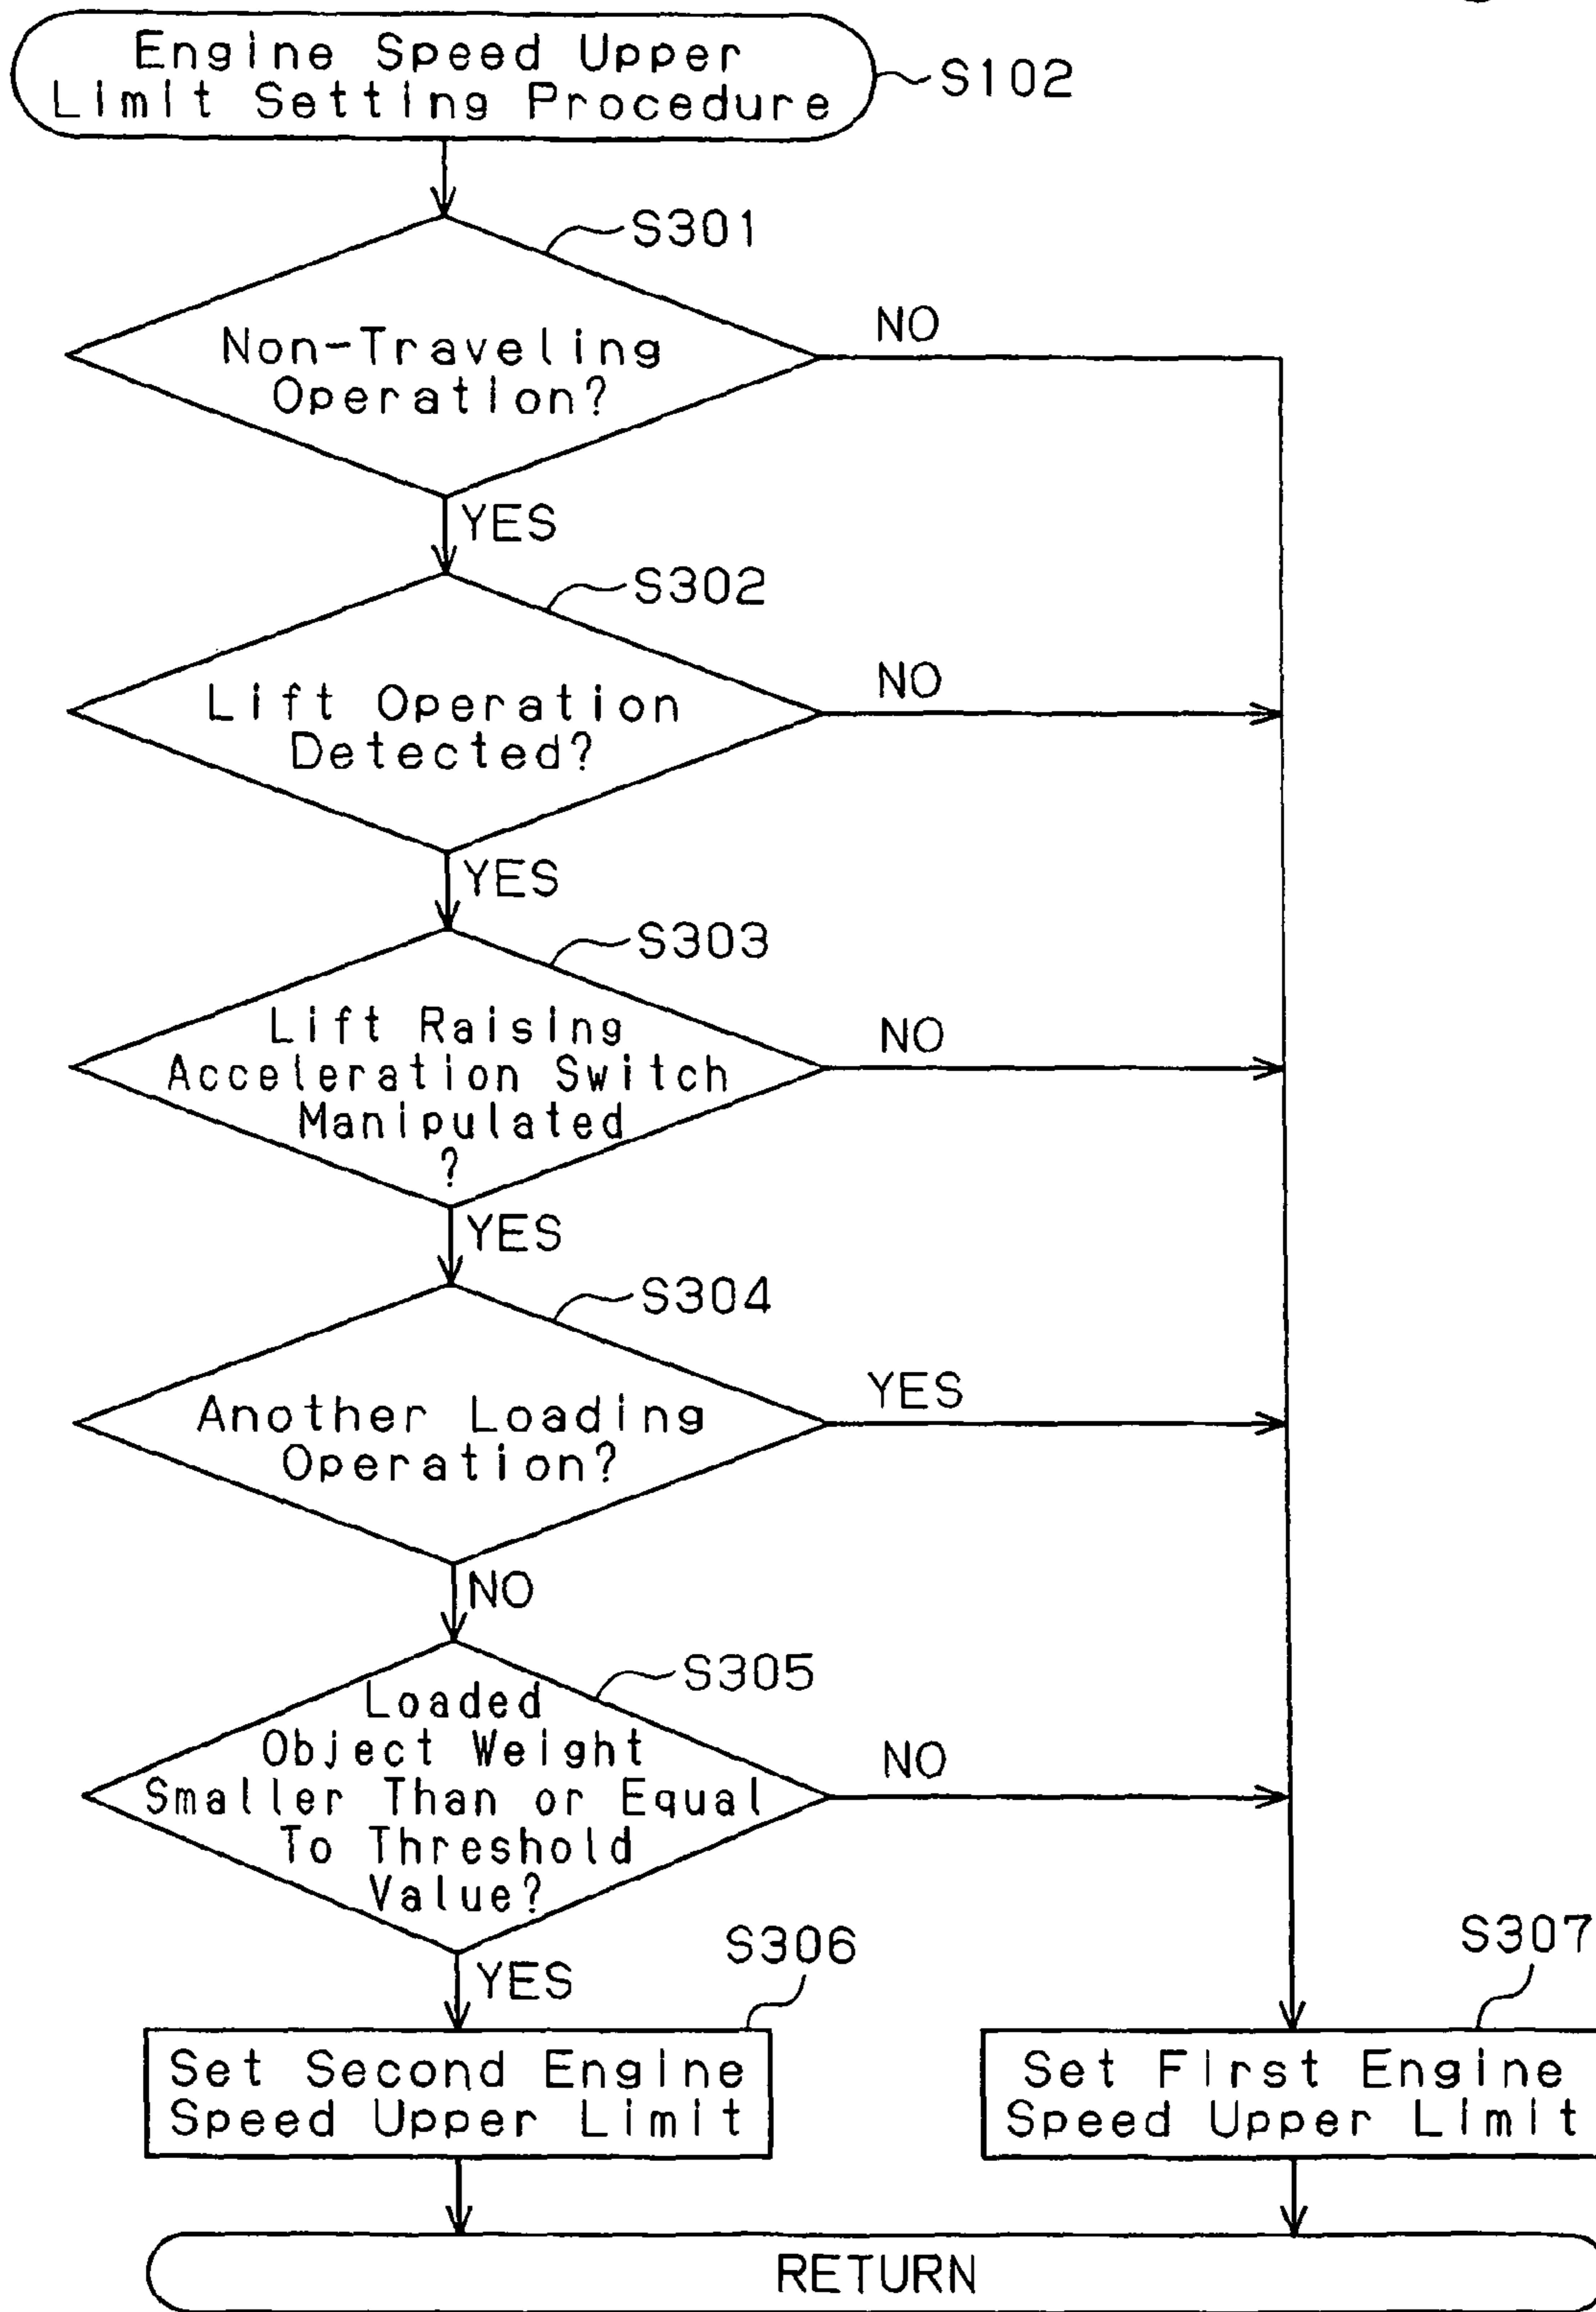 Engine Speed Upper
Limit Setting Procedure
S102
S301
Non-Traveling
Operation?
NO
YES
S302
Lift Operation
Detected?
NO
YES
S303
Lift Raising
Acceleration Switch
Manipulated
?
NO
YES
S304
Another Loading
Operation?
YES
NO
S305
Loaded
Object Weight
Smaller Than or Equal
To Threshold
Value?
NO
YES
S306
Set Second Engine
Speed Upper Limit
S307
Set First Engine
Speed Upper Limit
RETURN